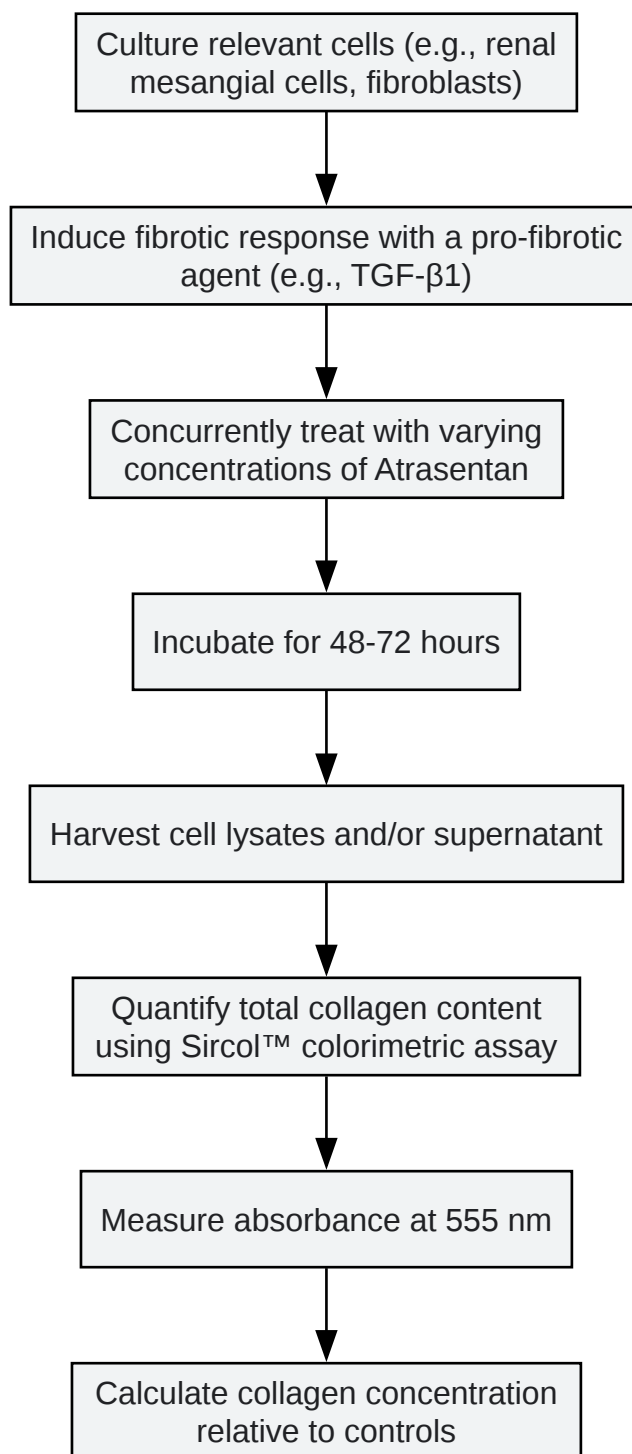 Culture relevant cells (e.g., renal
mesangial cells, fibroblasts)
Induce fibrotic response with a pro-fibrotic
agent (e.g., TGF-β1)
Concurrently treat with varying
concentrations of Atrasentan
Incubate for 48-72 hours
Harvest cell lysates and/or supernatant
Quantify total collagen content
using Sircol™ colorimetric assay
Measure absorbance at 555 nm
Calculate collagen concentration
relative to controls